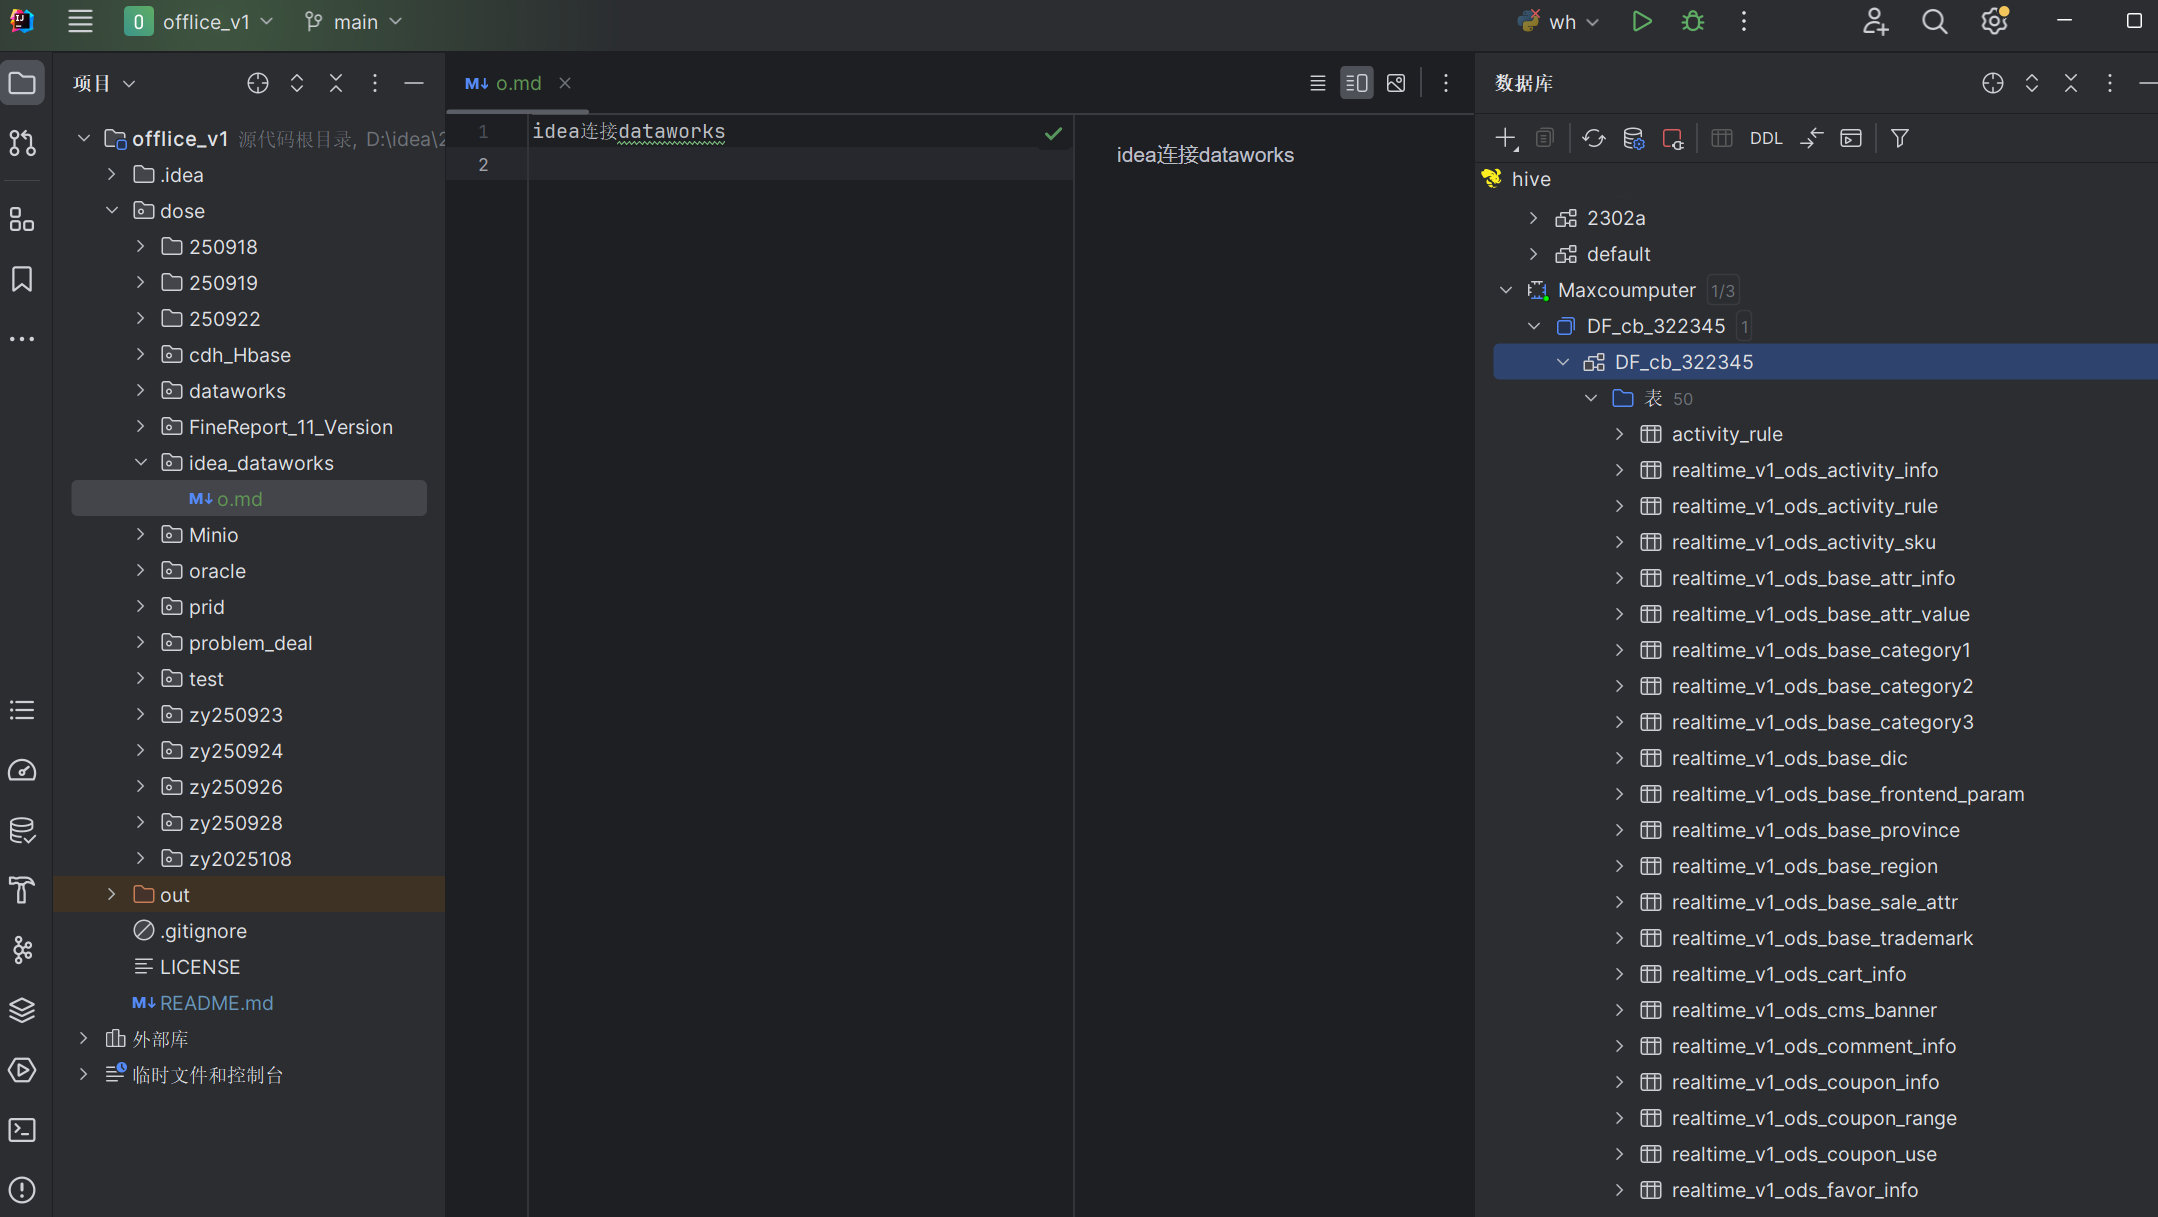 offlice_v1
main
wh
项目
offlice_v1 源代码根目录, D:\idea\2
.idea
dose
250918
250919
250922
cdh_Hbase
dataworks
FineReport_11_Version
idea_dataworks
M↓ o.md
Minio
oracle
prid
problem_deal
test
zy250923
zy250924
zy250926
zy250928
zy2025108
out
.gitignore
LICENSE
M↓ README.md
外部库
临时文件和控制台
M↓ o.md
1 idea连接dataworks
2
idea连接dataworks
数据库
DDL
hive
2302a
default
Maxcoumputer 1/3
DF_cb_322345 1
DF_cb_322345
表 50
activity_rule
realtime_v1_ods_activity_info
realtime_v1_ods_activity_rule
realtime_v1_ods_activity_sku
realtime_v1_ods_base_attr_info
realtime_v1_ods_base_attr_value
realtime_v1_ods_base_category1
realtime_v1_ods_base_category2
realtime_v1_ods_base_category3
realtime_v1_ods_base_dic
realtime_v1_ods_base_frontend_param
realtime_v1_ods_base_province
realtime_v1_ods_base_region
realtime_v1_ods_base_sale_attr
realtime_v1_ods_base_trademark
realtime_v1_ods_cart_info
realtime_v1_ods_cms_banner
realtime_v1_ods_comment_info
realtime_v1_ods_coupon_info
realtime_v1_ods_coupon_range
realtime_v1_ods_coupon_use
realtime_v1_ods_favor_info